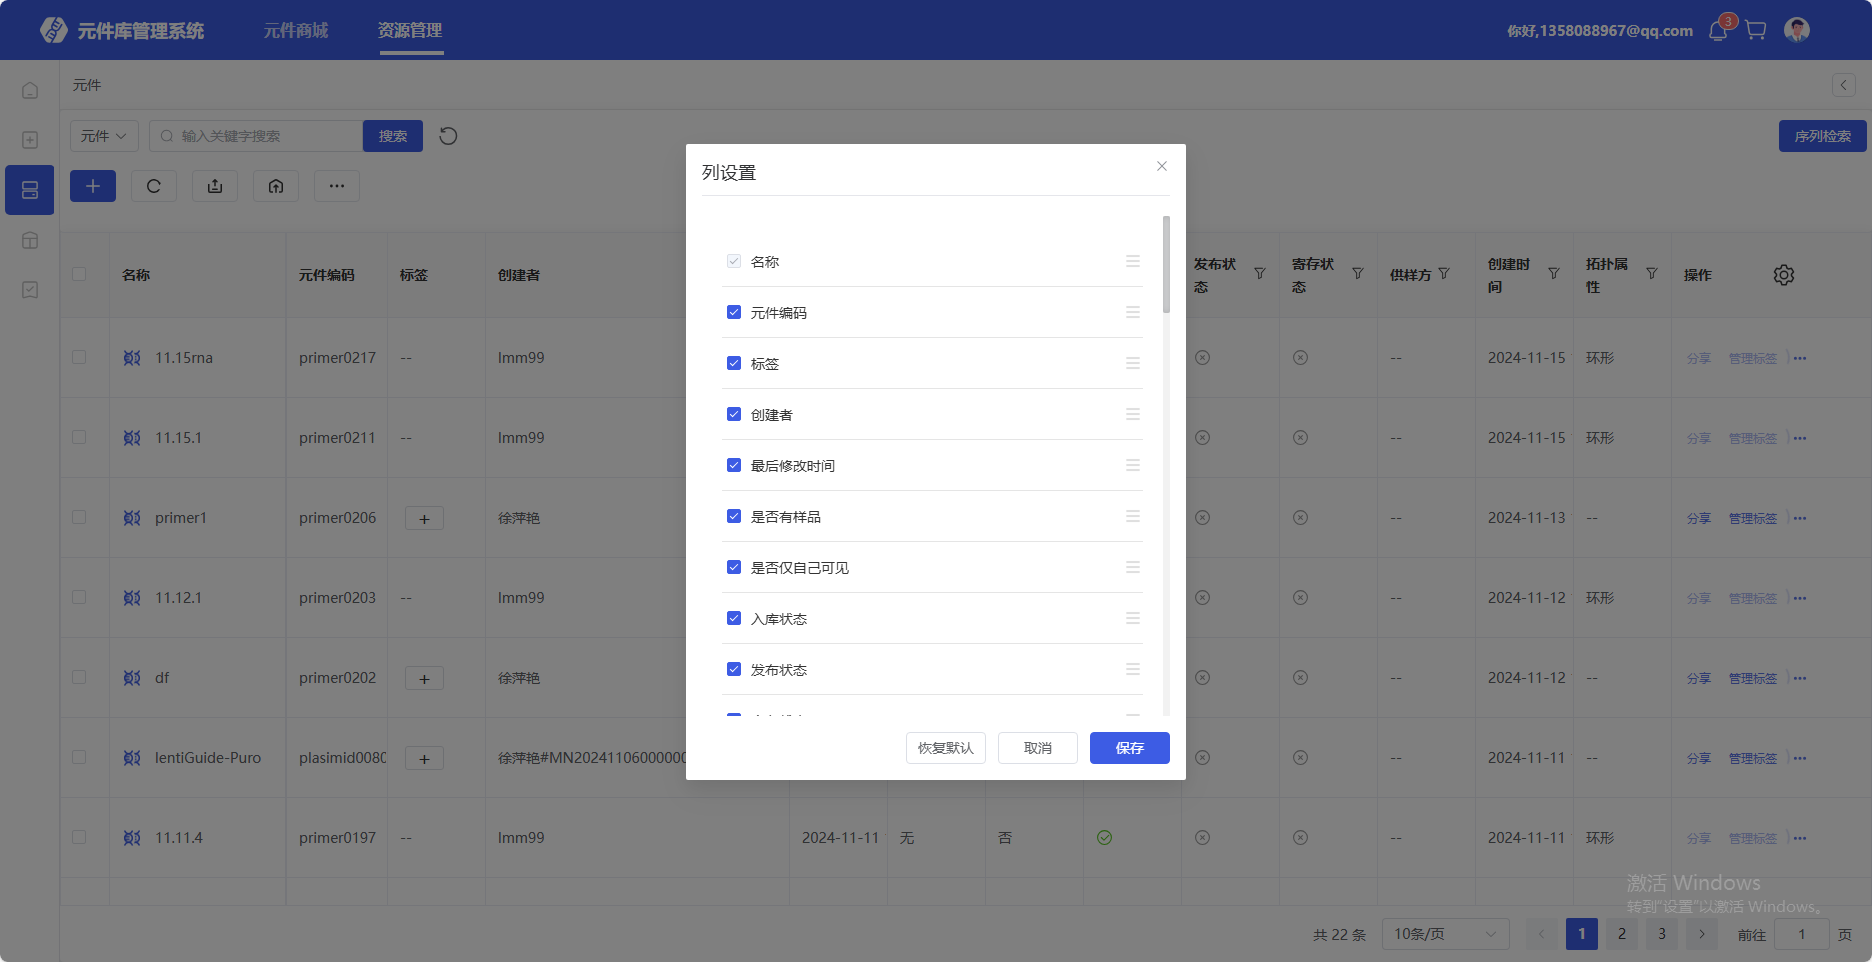 元件库管理系统 元件商城 资源管理 你好,1358088967@qq.com 3
元件
元件 输入关键字搜索 搜索 序列检索
列设置
名称
元件编码
标签
创建者
最后修改时间
是否有样品
是否仅自己可见
入库状态
发布状态
恢复默认 取消 保存
名称 元件编码 标签 创建者 发布状态 寄存状态 供样方 创建时间 拓扑属性 操作
11.15rna primer0217 -- lmm99 -- 2024-11-15 环形 分享 管理标签
11.15.1 primer0211 -- lmm99 -- 2024-11-15 环形 分享 管理标签
primer1 primer0206 + 徐萍艳 -- 2024-11-13 -- 分享 管理标签
11.12.1 primer0203 -- lmm99 -- 2024-11-12 环形 分享 管理标签
df primer0202 + 徐萍艳 -- 2024-11-12 -- 分享 管理标签
lentiGuide-Puro plasimid0080 + 徐萍艳#MN20241106000000 -- 2024-11-11 -- 分享 管理标签
11.11.4 primer0197 -- lmm99 2024-11-11 无 否 -- 2024-11-11 环形 分享 管理标签
激活 Windows
转到"设置"以激活 Windows。
共 22 条 10条/页 1 2 3 前往 1 页